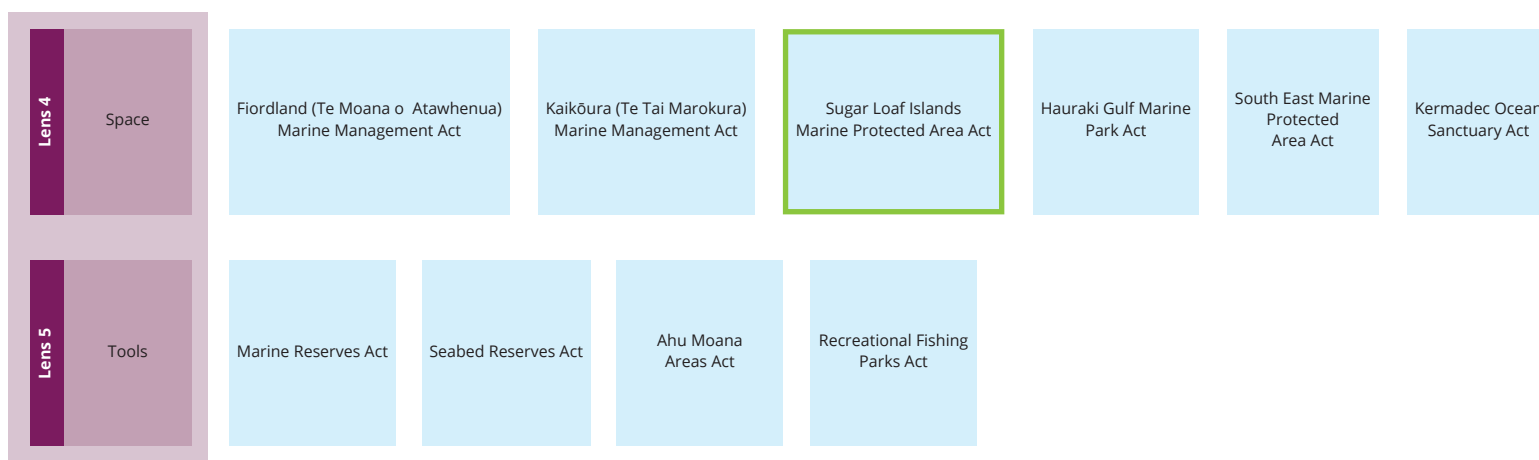 Lens 4
Space
Fiordland (Te Moana o Atawhenua)
Marine Management Act
Kaikōura (Te Tai Marokura)
Marine Management Act
Sugar Loaf Islands
Marine Protected Area Act
Hauraki Gulf Marine
Park Act
South East Marine
Protected
Area Act
Kermadec Ocean
Sanctuary Act
Lens 5
Tools
Marine Reserves Act
Seabed Reserves Act
Ahu Moana
Areas Act
Recreational Fishing
Parks Act